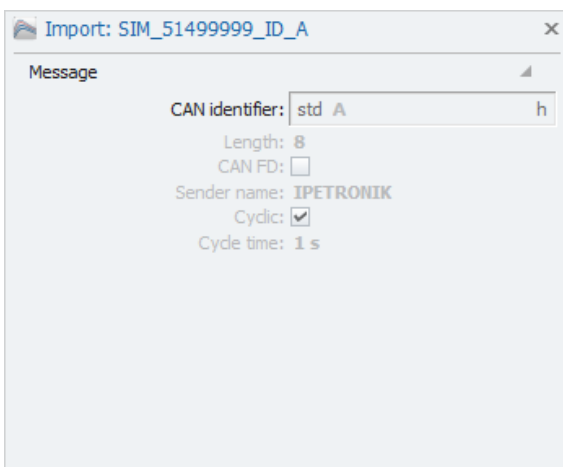 Import: SIM_51499999_ID_A
Message
CAN identifier: std A h
Length: 8
CAN FD:
Sender name: IPETRONIK
Cyclic:
Cycle time: 1 s